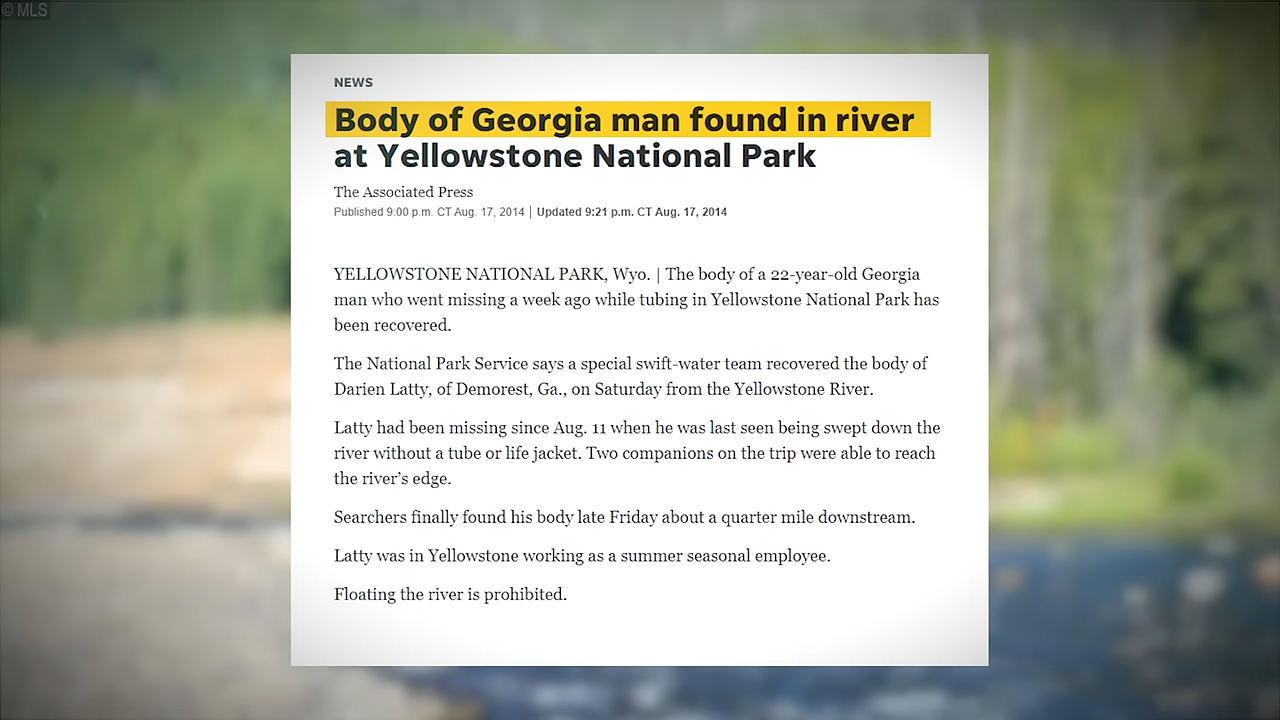 © MLS
NEWS
Body of Georgia man found in river
at Yellowstone National Park
The Associated Press
Published 9:00 p.m. CT Aug. 17, 2014 | Updated 9:21 p.m. CT Aug. 17, 2014
YELLOWSTONE NATIONAL PARK, Wyo. | The body of a 22-year-old Georgia
man who went missing a week ago while tubing in Yellowstone National Park has
been recovered.
The National Park Service says a special swift-water team recovered the body of
Darien Latty, of Demorest, Ga., on Saturday from the Yellowstone River.
Latty had been missing since Aug. 11 when he was last seen being swept down the
river without a tube or life jacket. Two companions on the trip were able to reach
the river’s edge.
Searchers finally found his body late Friday about a quarter mile downstream.
Latty was in Yellowstone working as a summer seasonal employee.
Floating the river is prohibited.